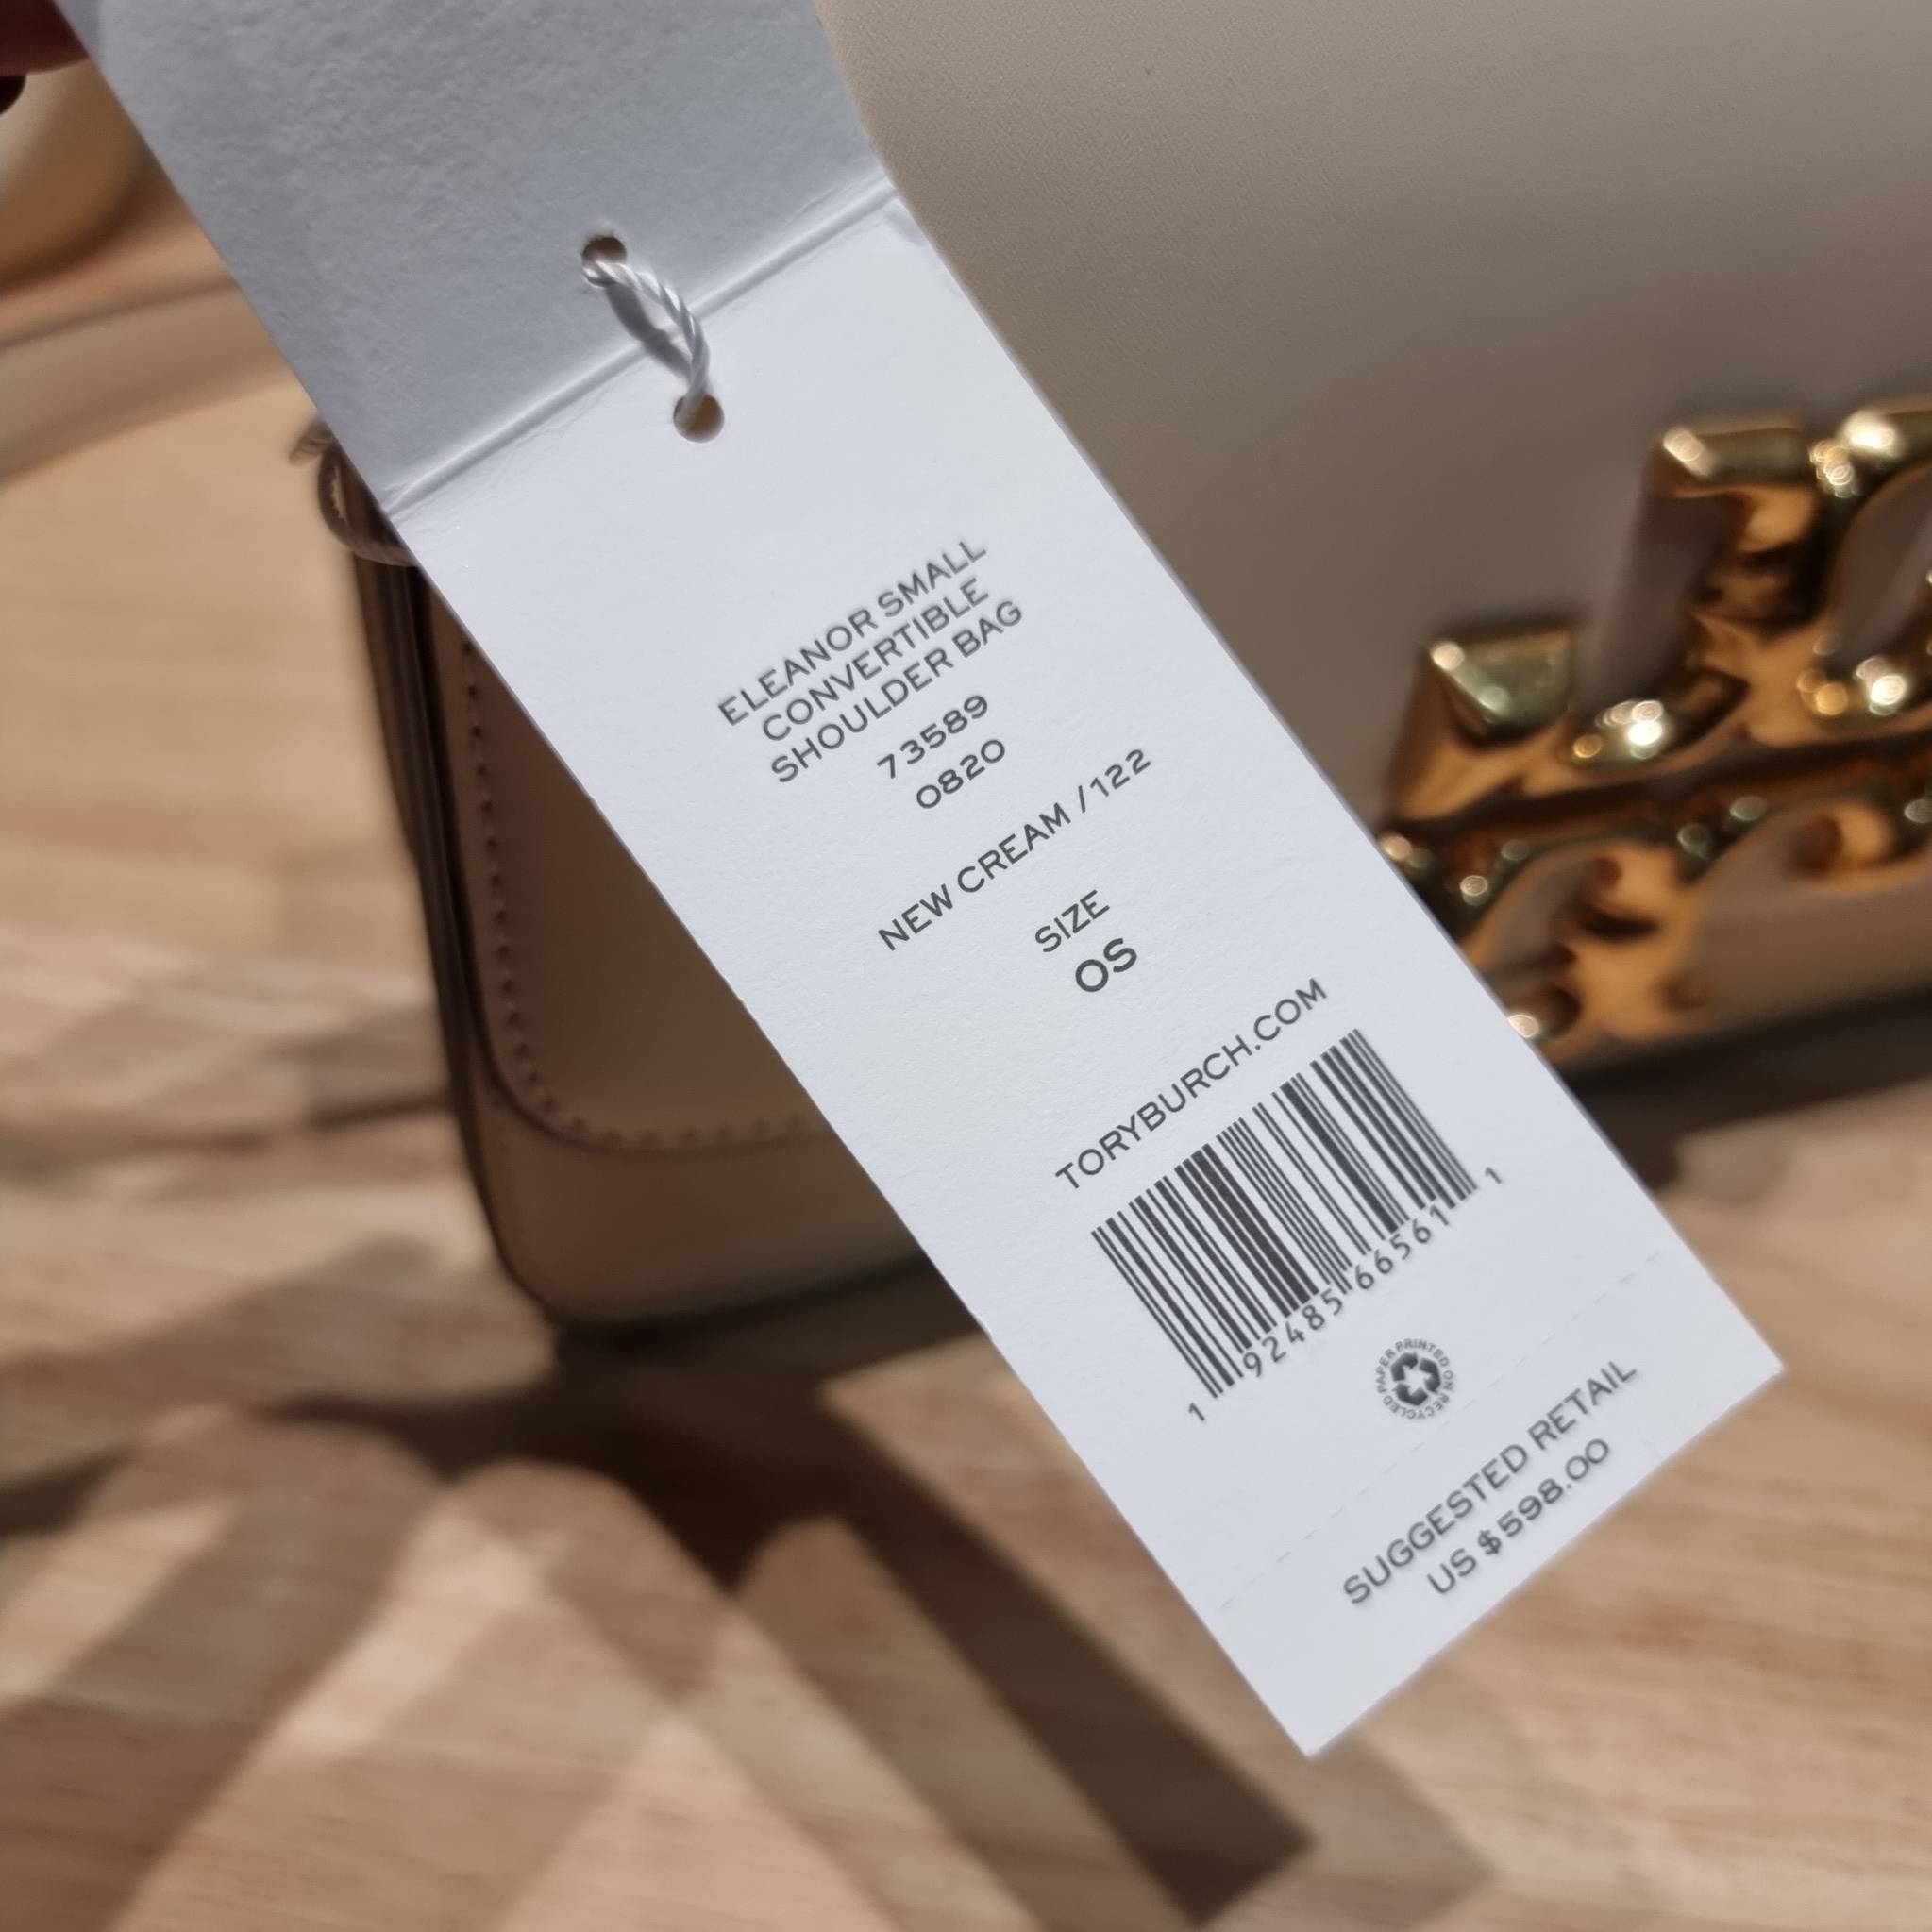 ELEANOR SMALL
CONVERTIBLE
SHOULDER BAG
73589
0820
NEW CREAM /122
SIZE
OS
TORYBURCH.COM
1 92485 66561 1
PAPER PRINTED ON RECYCLED
SUGGESTED RETAIL
US $598.00